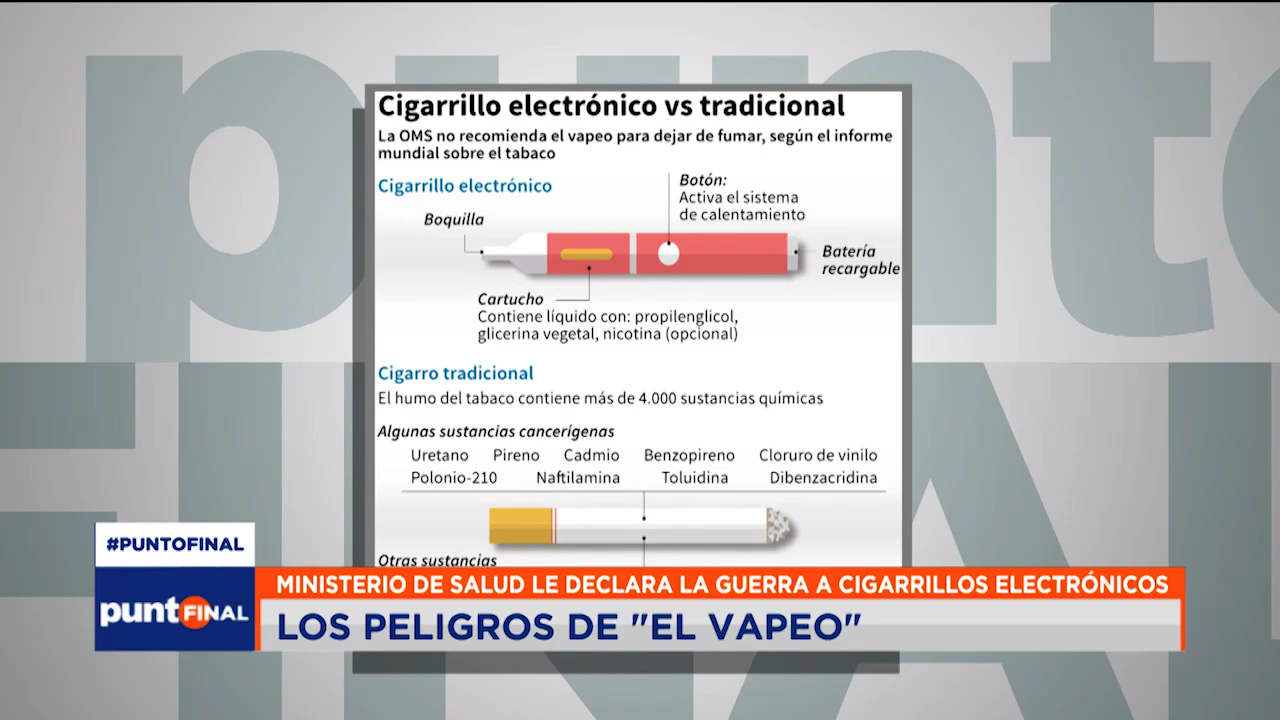 punto
FINAL
Cigarrillo electrónico vs tradicional
La OMS no recomienda el vapeo para dejar de fumar, según el informe
mundial sobre el tabaco
Cigarrillo electrónico
Botón:
Activa el sistema
de calentamiento
Boquilla
Batería
recargable
Cartucho
Contiene líquido con: propilenglicol,
glicerina vegetal, nicotina (opcional)
Cigarro tradicional
El humo del tabaco contiene más de 4.000 sustancias químicas
Algunas sustancias cancerígenas
Uretano Pireno Cadmio Benzopireno Cloruro de vinilo
Polonio-210 Naftilamina Toluidina Dibenzacridina
Otras sustancias
#PUNTOFINAL
punto FINAL
MINISTERIO DE SALUD LE DECLARA LA GUERRA A CIGARRILLOS ELECTRÓNICOS
LOS PELIGROS DE "EL VAPEO"